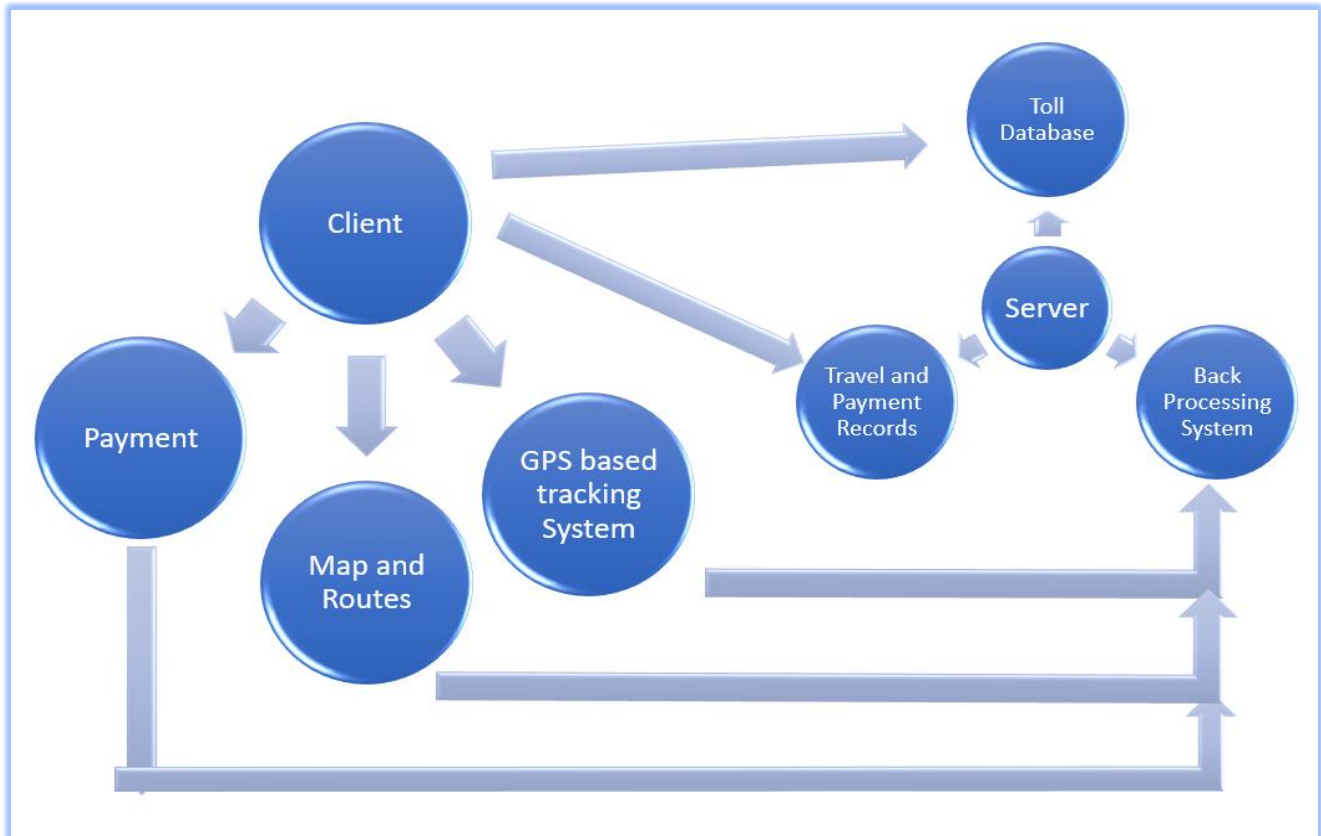 Toll
Database
Client
Server
Travel and
Payment
Records
Back
Processing
System
Payment
GPS based
tracking
System
Map and
Routes